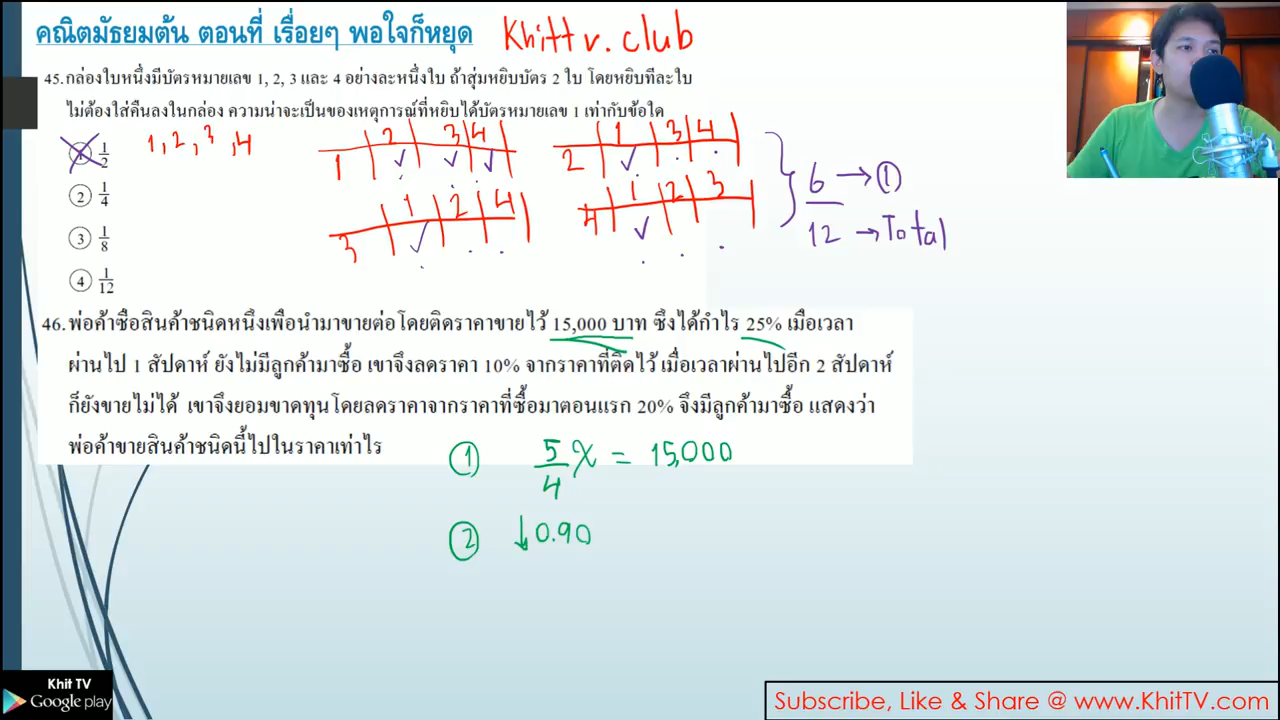 คณิตมัธยมต้น ตอนที่ เรื่อยๆ พอใจก็หยุด Khittv.club
45. กล่องใบหนึ่งมีบัตรหมายเลข 1, 2, 3 และ 4 อย่างละหนึ่งใบ ถ้าสุ่มหยิบบัตร 2 ใบ โดยหยิบทีละใบ
ไม่ต้องใส่คืนลงในกล่อง ความน่าจะเป็นของเหตุการณ์ที่หยิบได้บัตรหมายเลข 1 เท่ากับข้อใด
① 1/2
② 1/4
③ 1/8
④ 1/12
1, 2, 3, 4
2 3 4
1 ✓ ✓ ✓
1 3 4
2 ✓
1 2 4
3 ✓
1 2 3
4 ✓
6 → ①
12 → Total
46. พ่อค้าซื้อสินค้าชนิดหนึ่งเพื่อนำมาขายต่อโดยติดราคาขายไว้ 15,000 บาท ซึ่งได้กำไร 25% เมื่อเวลา
ผ่านไป 1 สัปดาห์ ยังไม่มีลูกค้ามาซื้อ เขาจึงลดราคา 10% จากราคาที่ติดไว้ เมื่อเวลาผ่านไปอีก 2 สัปดาห์
ก็ยังขายไม่ได้ เขาจึงยอมขาดทุนโดยลดราคาจากราคาที่ซื้อมาตอนแรก 20% จึงมีลูกค้ามาซื้อ แสดงว่า
พ่อค้าขายสินค้าชนิดนี้ไปในราคาเท่าไร
① 5/4 x = 15,000
② ↓0.90
Khit TV
Google play
Subscribe, Like & Share @ www.KhitTV.com